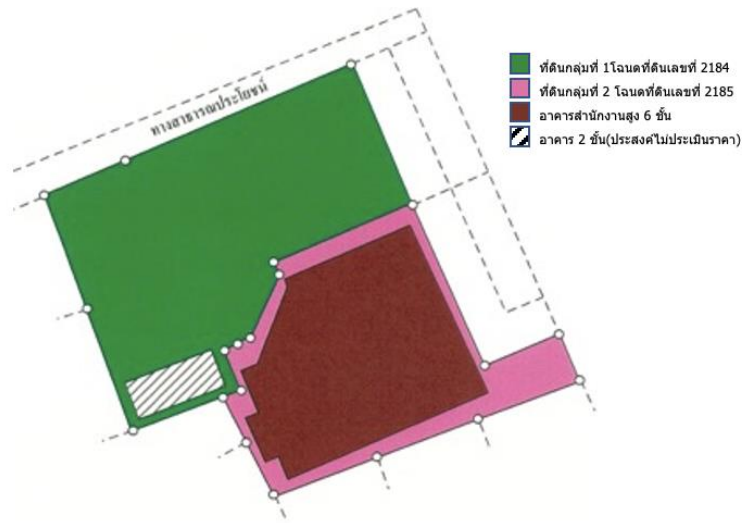 ทางสาธารณประโยชน์
ที่ดินกลุ่มที่ 1โฉนดที่ดินเลขที่ 2184
ที่ดินกลุ่มที่ 2 โฉนดที่ดินเลขที่ 2185
อาคารสำนักงานสูง 6 ชั้น
อาคาร 2 ชั้น(ประสงค์ไม่ประเมินราคา)